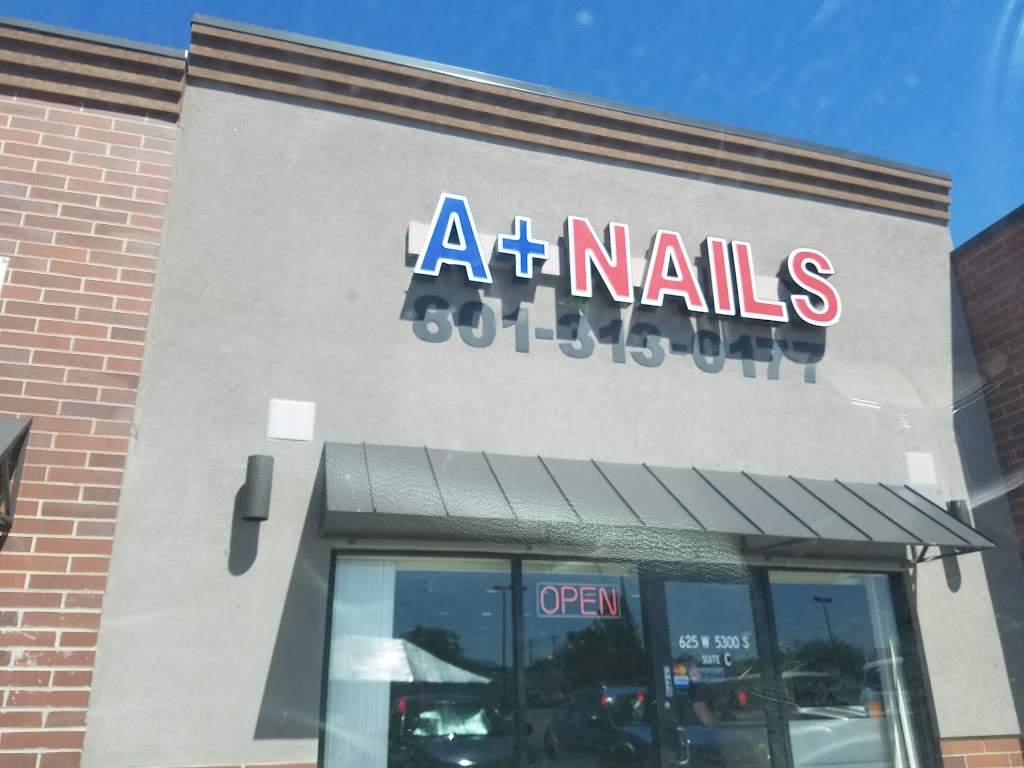 A+ NAILS
801-313-0177
OPEN
625 W 5300 S
SUITE C